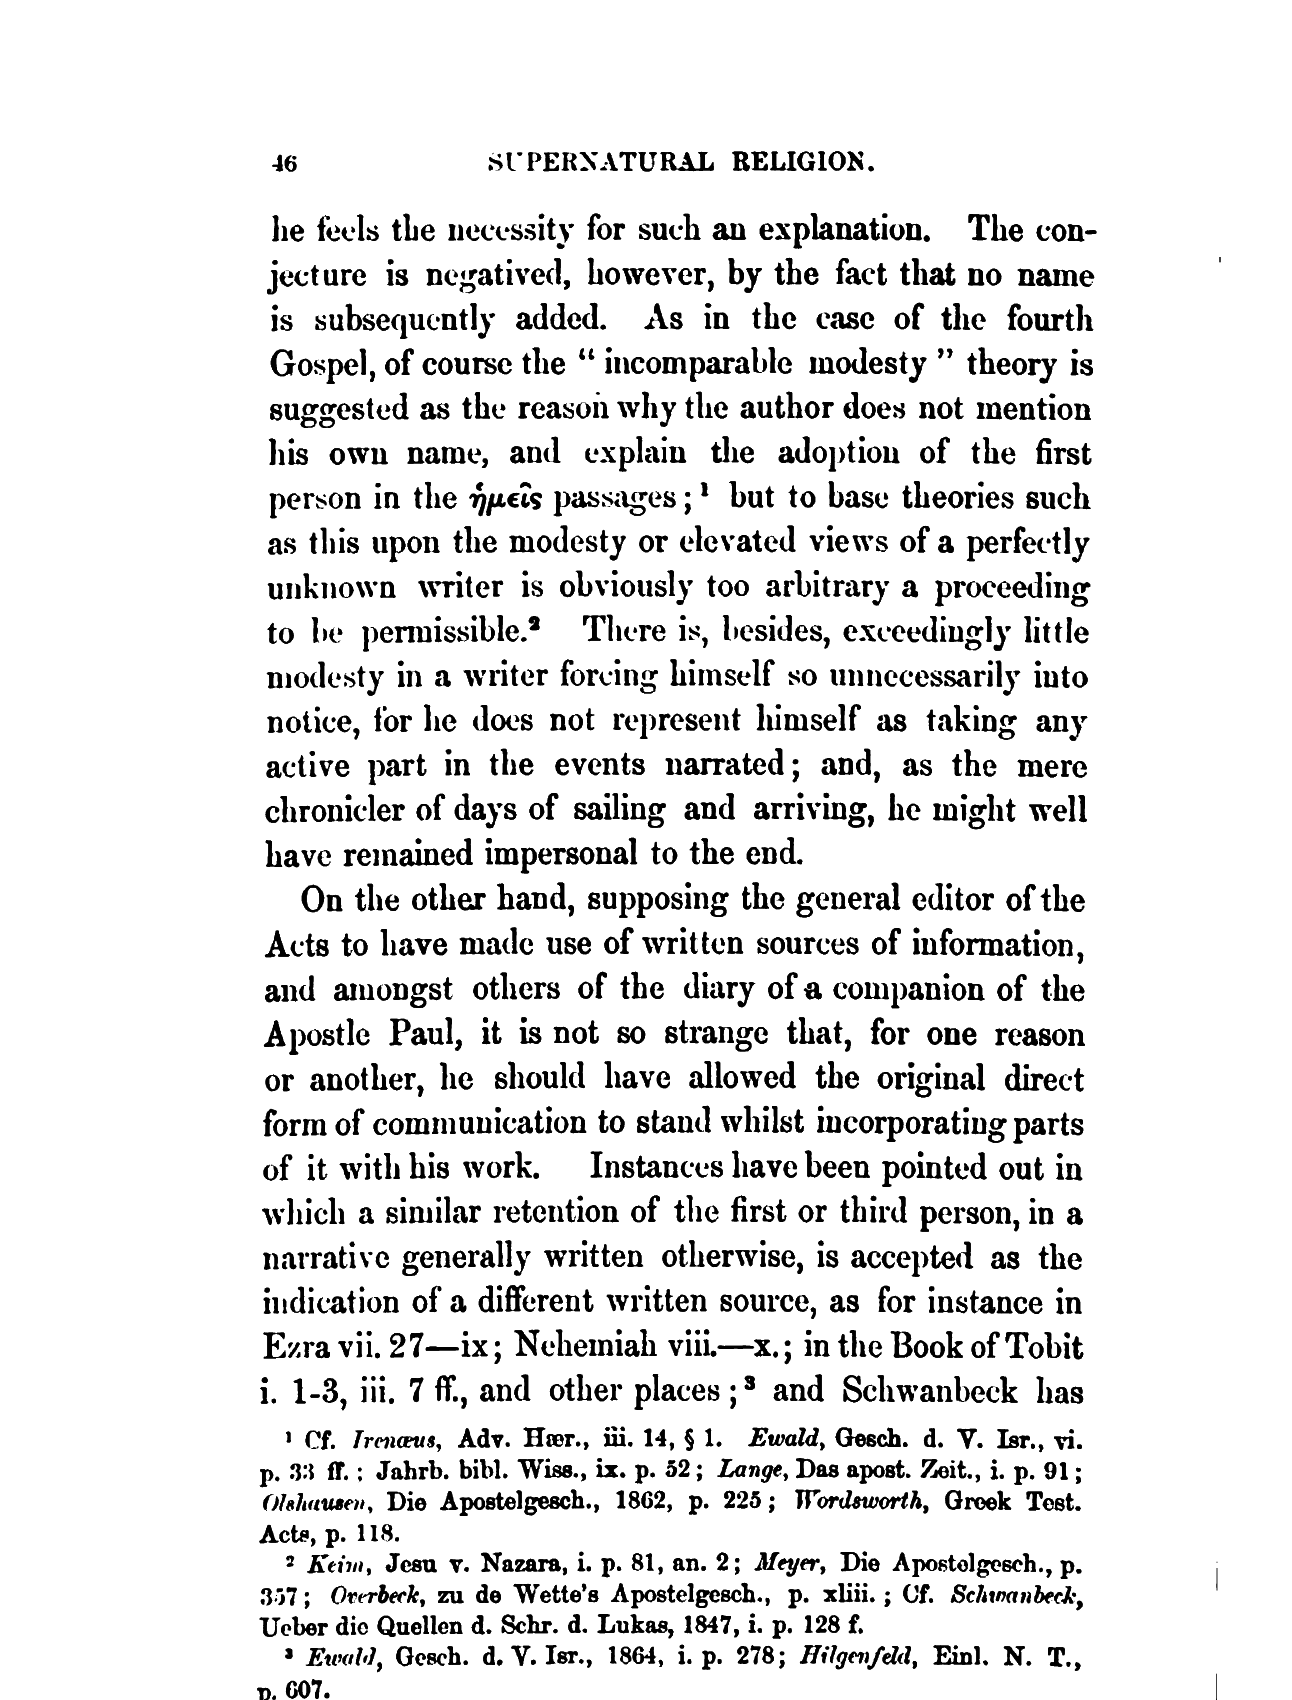 46 SUPERNATURAL RELIGION.
he feels the necessity for such an explanation. The con-
jecture is negatived, however, by the fact that no name
is subsequently added. As in the case of the fourth
Gospel, of course the “ incomparable modesty ” theory is
suggested as the reason why the author does not mention
his own name, and explain the adoption of the first
person in the ἡμεῖς passages ; ¹ but to base theories such
as this upon the modesty or elevated views of a perfectly
unknown writer is obviously too arbitrary a proceeding
to be permissible.² There is, besides, exceedingly little
modesty in a writer forcing himself so unnecessarily into
notice, for he does not represent himself as taking any
active part in the events narrated ; and, as the mere
chronicler of days of sailing and arriving, he might well
have remained impersonal to the end.
On the other hand, supposing the general editor of the
Acts to have made use of written sources of information,
and amongst others of the diary of a companion of the
Apostle Paul, it is not so strange that, for one reason
or another, he should have allowed the original direct
form of communication to stand whilst incorporating parts
of it with his work. Instances have been pointed out in
which a similar retention of the first or third person, in a
narrative generally written otherwise, is accepted as the
indication of a different written source, as for instance in
Ezra vii. 27—ix ; Nehemiah viii.—x. ; in the Book of Tobit
i. 1-3, iii. 7 ff., and other places ; ³ and Schwanbeck has
¹ Cf. Irenæus, Adv. Hær., iii. 14, § 1. Ewald, Gesch. d. V. Isr., vi.
p. 33 ff. ; Jahrb. bibl. Wiss., ix. p. 52 ; Lange, Das apost. Zeit., i. p. 91 ;
Olshausen, Die Apostelgesch., 1862, p. 225 ; Wordsworth, Greek Test.
Acts, p. 118.
² Keim, Jesu v. Nazara, i. p. 81, an. 2 ; Meyer, Die Apostelgesch., p.
357 ; Overbeck, zu de Wette's Apostelgesch., p. xliii. ; Cf. Schwanbeck,
Ueber die Quellen d. Schr. d. Lukas, 1847, i. p. 128 f.
³ Ewald, Gesch. d. V. Isr., 1864, i. p. 278 ; Hilgenfeld, Einl. N. T.,
p. 607.